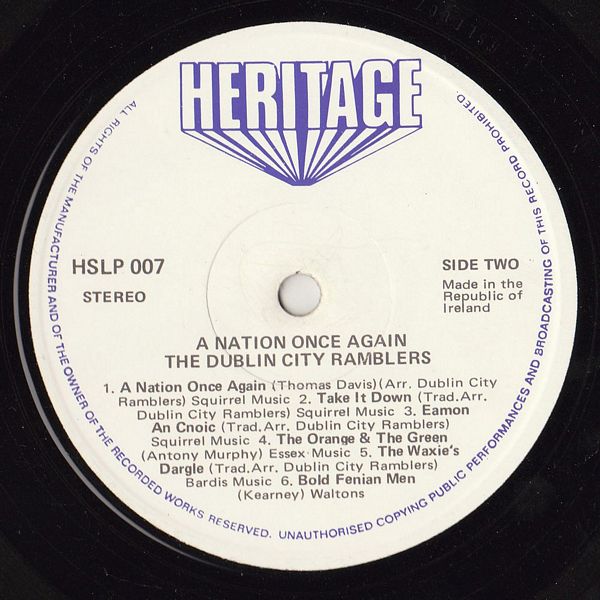 HERITAGE
ALL RIGHTS OF THE MANUFACTURER AND OF THE OWNER OF THE RECORDED WORKS RESERVED. UNAUTHORISED COPYING PUBLIC PERFORMANCES AND BROADCASTING OF THIS RECORD PROHIBITED.
HSLP 007
STEREO
SIDE TWO
Made in the
Republic of
Ireland
A NATION ONCE AGAIN
THE DUBLIN CITY RAMBLERS
1. A Nation Once Again (Thomas Davis)(Arr. Dublin City
Ramblers) Squirrel Music 2. Take It Down (Trad.Arr.
Dublin City Ramblers) Squirrel Music 3. Eamon
An Cnoic (Trad.Arr. Dublin City Ramblers)
Squirrel Music 4. The Orange & The Green
(Antony Murphy) Essex Music 5. The Waxie's
Dargle (Trad.Arr. Dublin City Ramblers)
Bardis Music 6. Bold Fenian Men
(Kearney) Waltons